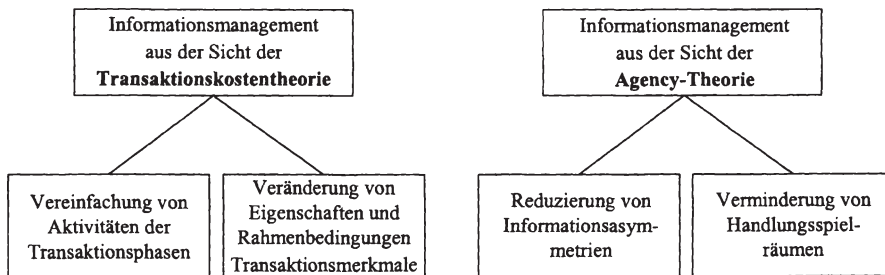 Informationsmanagement
aus der Sicht der
Transaktionskostentheorie
Informationsmanagement
aus der Sicht der
Agency-Theorie
Vereinfachung von
Aktivitäten der
Transaktionsphasen
Veränderung von
Eigenschaften und
Rahmenbedingungen
Transaktionsmerkmale
Reduzierung von
Informationsasym-
metrien
Verminderung von
Handlungsspiel-
räumen